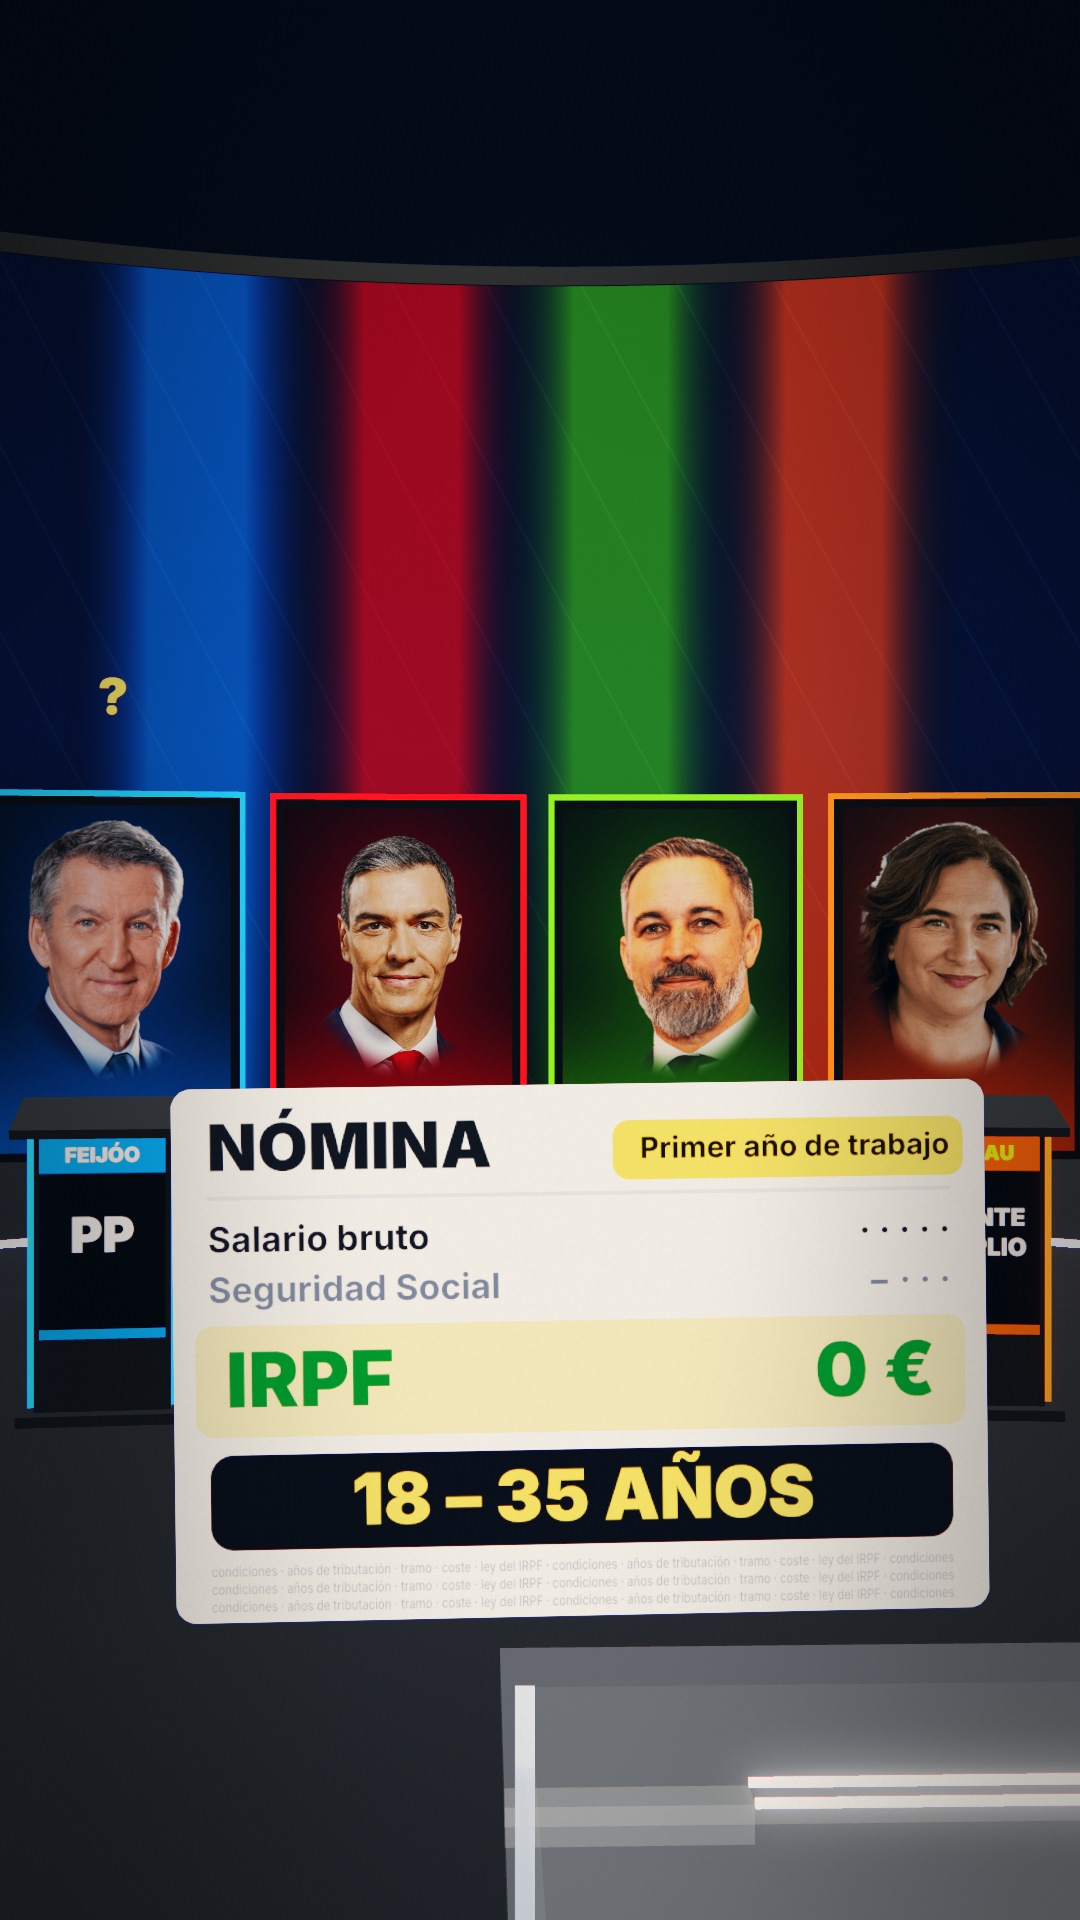 ?
FEIJÓO
PP
AU
NTE
LIO
NÓMINA
Primer año de trabajo
Salario bruto
·····
Seguridad Social
– ···
IRPF
0 €
18 – 35 AÑOS
condiciones · años de tributación · tramo · coste · ley del IRPF · condiciones · años de tributación · tramo · coste · ley del IRPF · condiciones
condiciones · años de tributación · tramo · coste · ley del IRPF · condiciones · años de tributación · tramo · coste · ley del IRPF · condiciones
condiciones · años de tributación · tramo · coste · ley del IRPF · condiciones · años de tributación · tramo · coste · ley del IRPF · condiciones